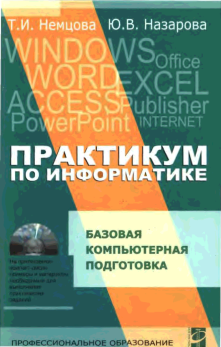 Т.И. Немцова Ю.В. Назарова
WINDOWS Office
WORD EXCEL
ACCESS Publisher
PowerPoint INTERNET
ПРАКТИКУМ
ПО ИНФОРМАТИКЕ
БАЗОВАЯ
КОМПЬЮТЕРНАЯ
ПОДГОТОВКА
ПРОФЕССИОНАЛЬНОЕ ОБРАЗОВАНИЕ